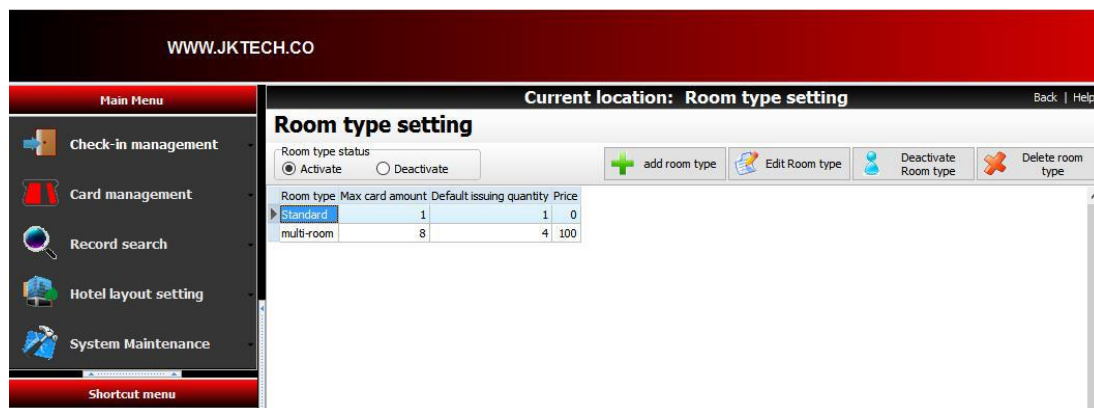 WWW.JKTECH.CO
Main Menu
Current location: Room type setting
Back | Help
Room type setting
Check-in management
Room type status
Activate
Deactivate
add room type
Edit Room type
Deactivate
Room type
Delete room
type
Card management
Room type Max card amount Default issuing quantity Price
Standard 1 1 0
multi-room 8 4 100
Record search
Hotel layout setting
System Maintenance
Shortcut menu